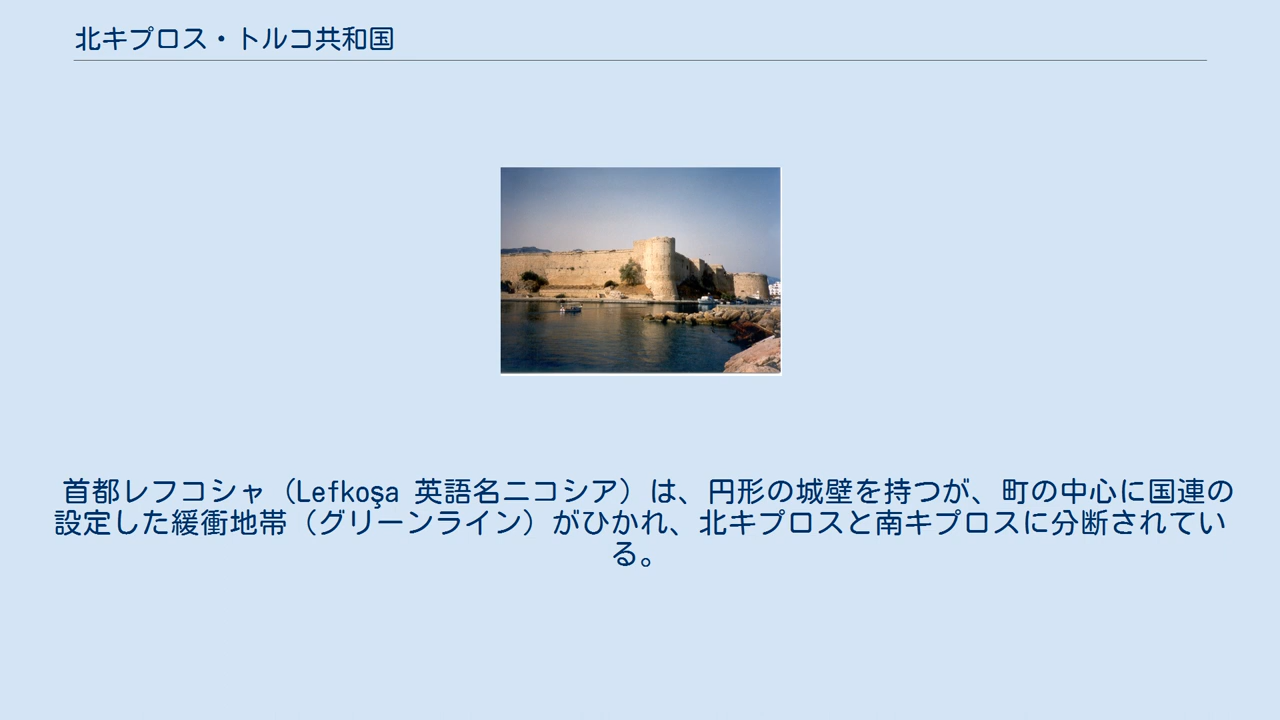 北キプロス・トルコ共和国
首都レフコシャ（Lefkoşa 英語名ニコシア）は、円形の城壁を持つが、町の中心に国連の
設定した緩衝地帯（グリーンライン）がひかれ、北キプロスと南キプロスに分断されてい
る。